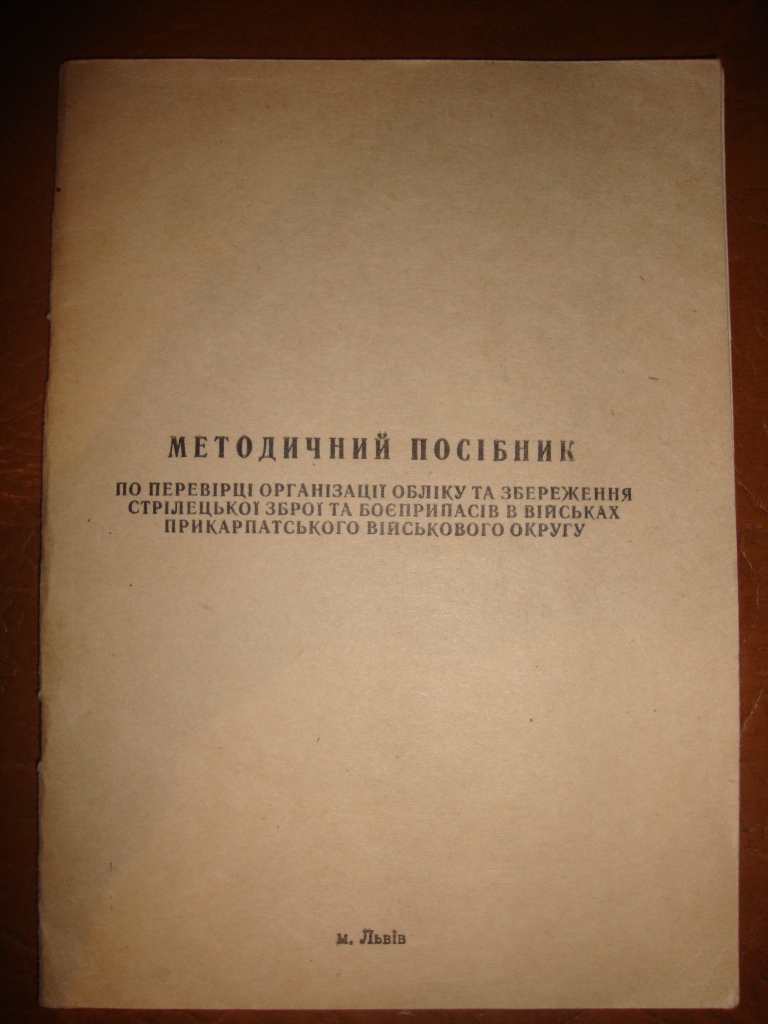 МЕТОДИЧНИЙ ПОСІБНИК
ПО ПЕРЕВІРЦІ ОРГАНІЗАЦІЇ ОБЛІКУ ТА ЗБЕРЕЖЕННЯ
СТРІЛЕЦЬКОЇ ЗБРОЇ ТА БОЄПРИПАСІВ В ВІЙСЬКАХ
ПРИКАРПАТСЬКОГО ВІЙСЬКОВОГО ОКРУГУ
м. Львів